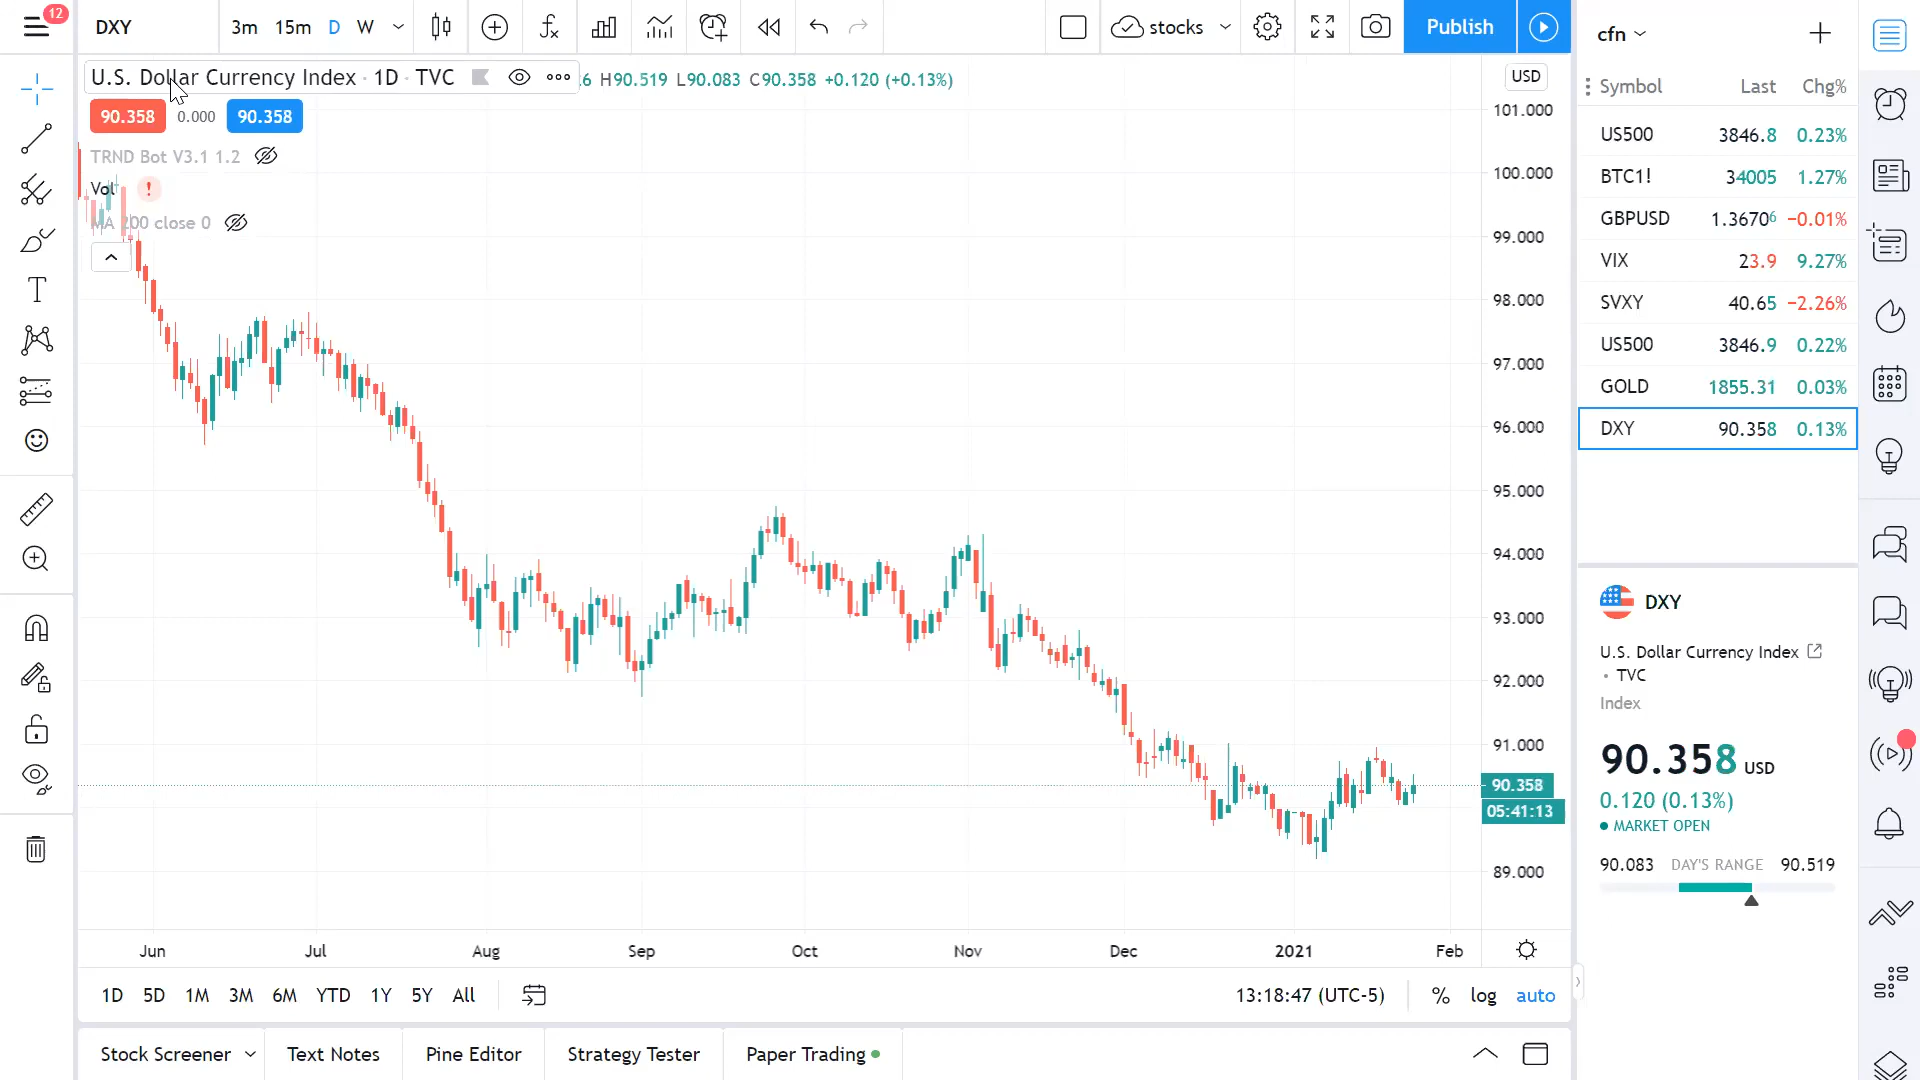 12
DXY
3m 15m D W
stocks
Publish
U.S. Dollar Currency Index · 1D · TVC
6 H90.519 L90.083 C90.358 +0.120 (+0.13%)
90.358 0.000 90.358
TRND Bot V3.1 1.2
Vol
MA 200 close 0
USD
101.000
100.000
99.000
98.000
97.000
96.000
95.000
94.000
93.000
92.000
91.000
90.358
05:41:13
89.000
Jun Jul Aug Sep Oct Nov Dec 2021 Feb
1D 5D 1M 3M 6M YTD 1Y 5Y All
13:18:47 (UTC-5) % log auto
Stock Screener Text Notes Pine Editor Strategy Tester Paper Trading
cfn
Symbol Last Chg%
US500 3846.8 0.23%
BTC1! 34005 1.27%
GBPUSD 1.36706 −0.01%
VIX 23.9 9.27%
SVXY 40.65 −2.26%
US500 3846.9 0.22%
GOLD 1855.31 0.03%
DXY 90.358 0.13%
DXY
U.S. Dollar Currency Index
• TVC
Index
90.358 USD
0.120 (0.13%)
MARKET OPEN
90.083 DAY'S RANGE 90.519